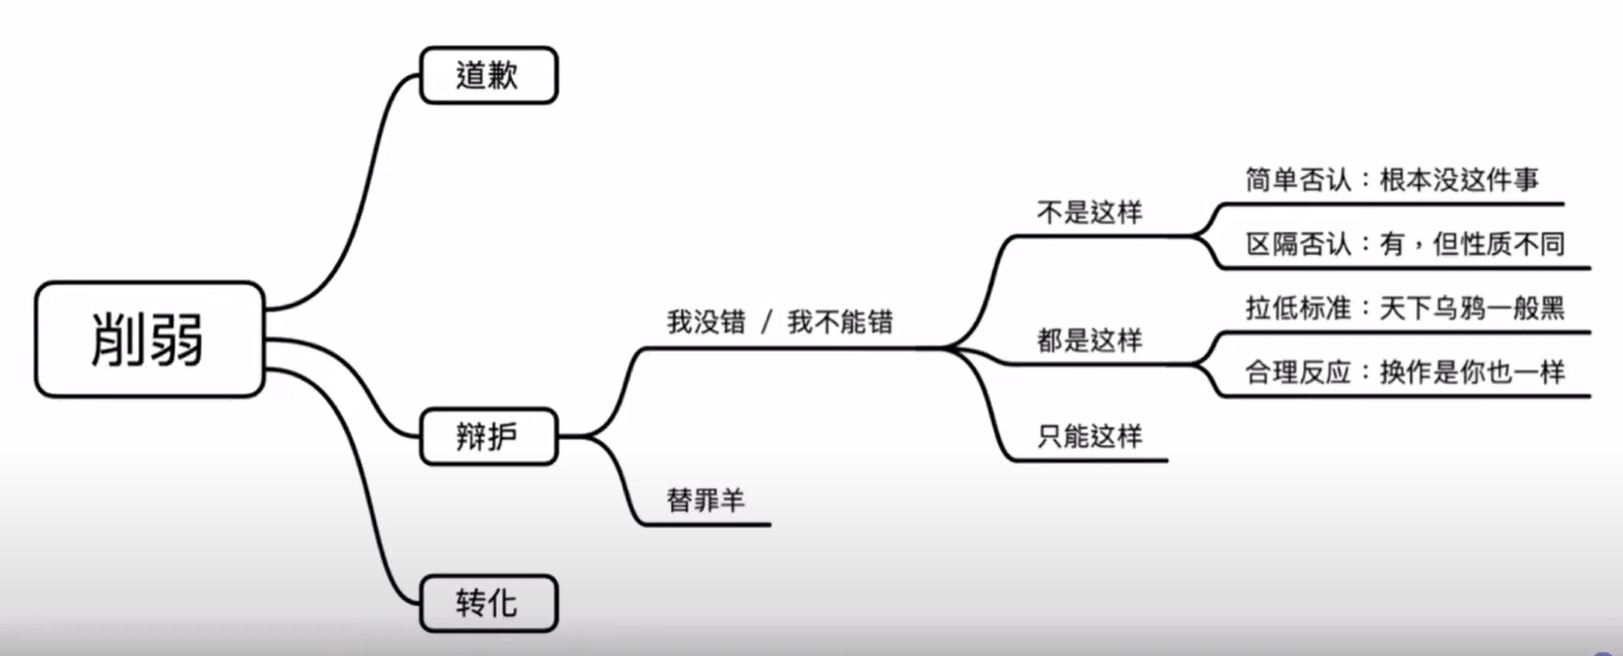 道歉
简单否认：根本没这件事
不是这样
区隔否认：有，但性质不同
拉低标准：天下乌鸦一般黑
我没错 / 我不能错
削弱
都是这样
合理反应：换作是你也一样
辩护
只能这样
替罪羊
转化